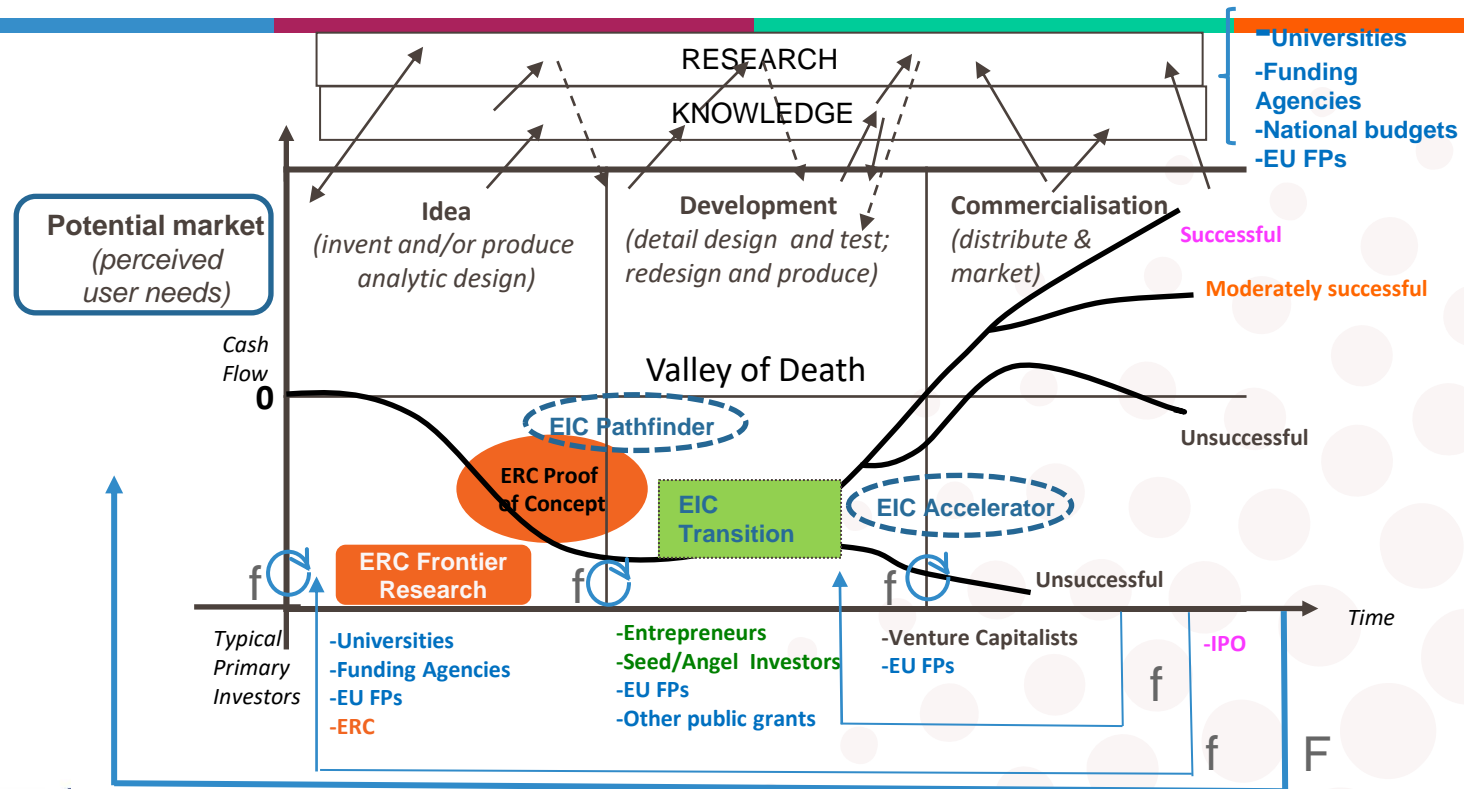 RESEARCH
KNOWLEDGE
-Universities
-Funding
Agencies
-National budgets
-EU FPs
Potential market
(perceived
user needs)
Idea
(invent and/or produce
analytic design)
Development
(detail design and test;
redesign and produce)
Commercialisation
(distribute &
market)
Successful
Moderately successful
Cash
Flow
0
Valley of Death
EIC Pathfinder
Unsuccessful
ERC Proof
of Concept
EIC
Transition
EIC Accelerator
ERC Frontier
Research
f
f
f
Unsuccessful
Time
Typical
Primary
Investors
-Universities
-Funding Agencies
-EU FPs
-ERC
-Entrepreneurs
-Seed/Angel Investors
-EU FPs
-Other public grants
-Venture Capitalists
-EU FPs
-IPO
f
f
F